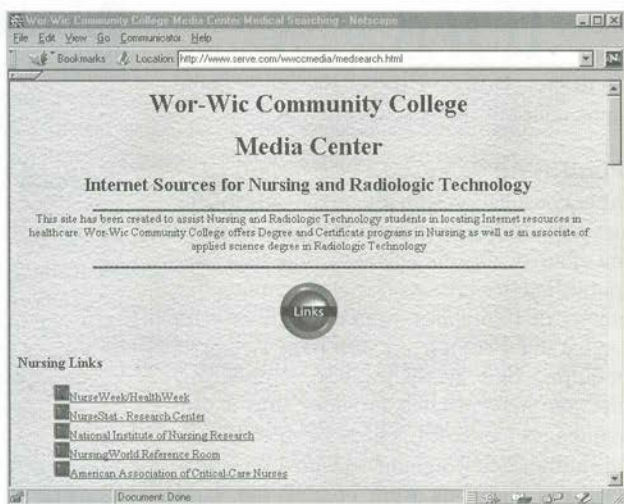 Wor-Wic Community College Media Center Medical Searching - Netscape
File Edit View Go Communicator Help
Bookmarks Location: http://www.serve.com/wwccmedia/medsearch.html
Wor-Wic Community College
Media Center
Internet Sources for Nursing and Radiologic Technology
This site has been created to assist Nursing and Radiologic Technology students in locating Internet resources in
healthcare. Wor-Wic Community College offers Degree and Certificate programs in Nursing as well as an associate of
applied science degree in Radiologic Technology
Links
Nursing Links
NurseWeek/HealthWeek
NurseStat - Research Center
National Institute of Nursing Research
NursingWorld Reference Room
American Association of Critical-Care Nurses
Document: Done